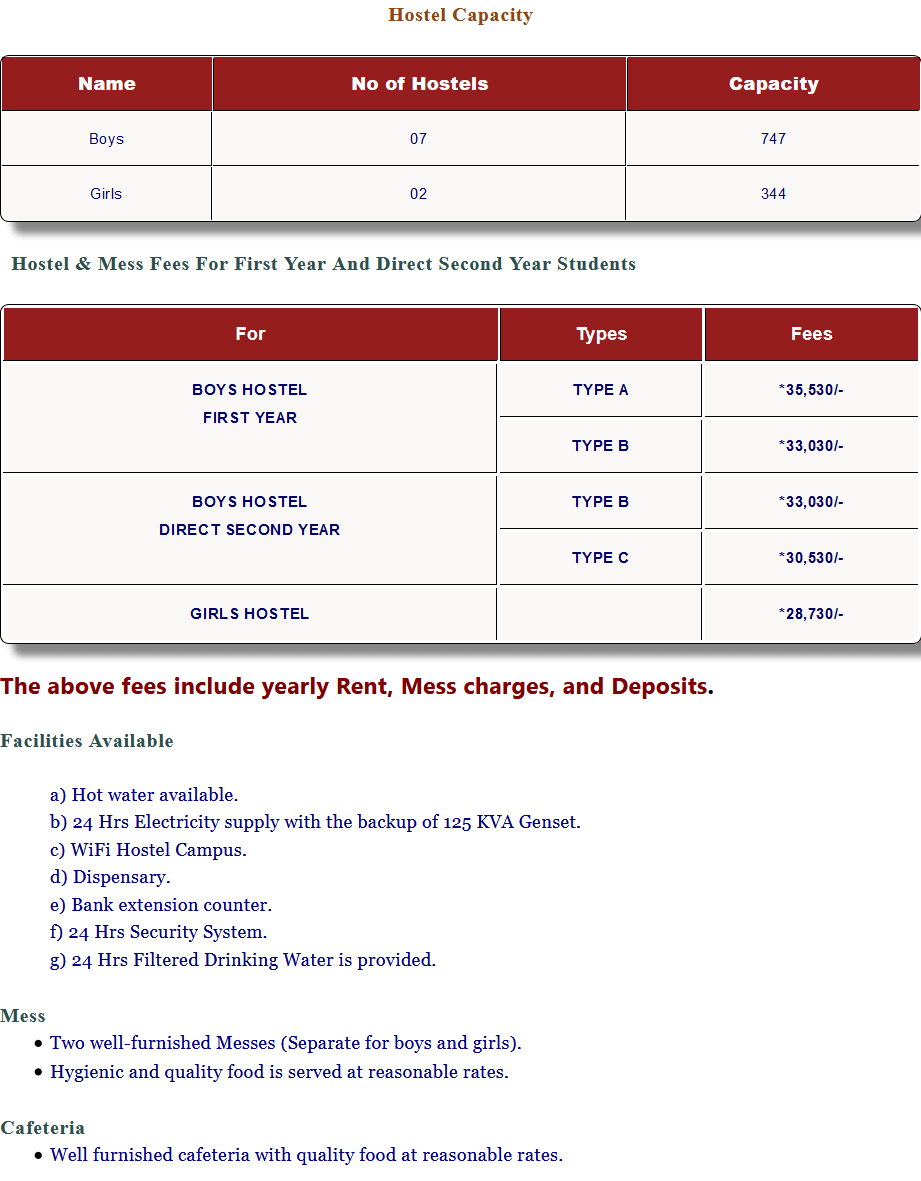 Hostel Capacity
Name No of Hostels Capacity
Boys 07 747
Girls 02 344
Hostel & Mess Fees For First Year And Direct Second Year Students
For Types Fees
BOYS HOSTEL TYPE A *35,530/-
FIRST YEAR
TYPE B *33,030/-
BOYS HOSTEL TYPE B *33,030/-
DIRECT SECOND YEAR
TYPE C *30,530/-
GIRLS HOSTEL *28,730/-
The above fees include yearly Rent, Mess charges, and Deposits.
Facilities Available
a) Hot water available.
b) 24 Hrs Electricity supply with the backup of 125 KVA Genset.
c) WiFi Hostel Campus.
d) Dispensary.
e) Bank extension counter.
f) 24 Hrs Security System.
g) 24 Hrs Filtered Drinking Water is provided.
Mess
• Two well-furnished Messes (Separate for boys and girls).
• Hygienic and quality food is served at reasonable rates.
Cafeteria
• Well furnished cafeteria with quality food at reasonable rates.